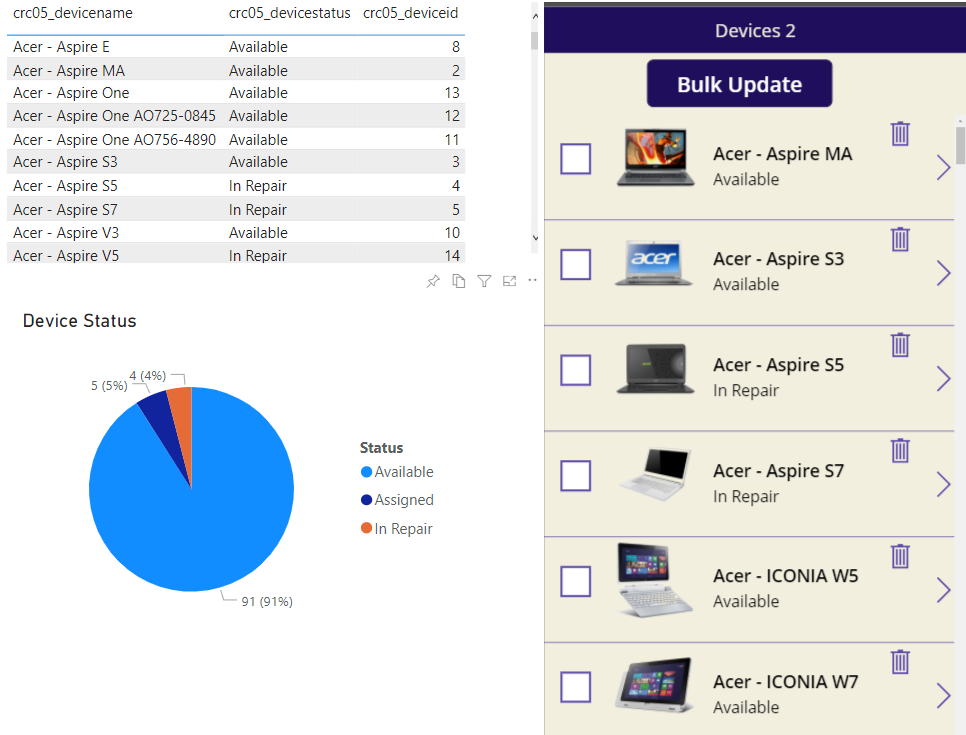 crc05_devicename crc05_devicestatus crc05_deviceid
Acer - Aspire E Available 8
Acer - Aspire MA Available 2
Acer - Aspire One Available 13
Acer - Aspire One AO725-0845 Available 12
Acer - Aspire One AO756-4890 Available 11
Acer - Aspire S3 Available 3
Acer - Aspire S5 In Repair 4
Acer - Aspire S7 In Repair 5
Acer - Aspire V3 Available 10
Acer - Aspire V5 In Repair 14
Device Status
4 (4%)
5 (5%)
91 (91%)
Status
Available
Assigned
In Repair
Devices 2
Bulk Update
Acer - Aspire MA
Available
acer
Acer - Aspire S3
Available
Acer - Aspire S5
In Repair
Acer - Aspire S7
In Repair
Acer - ICONIA W5
Available
Acer - ICONIA W7
Available